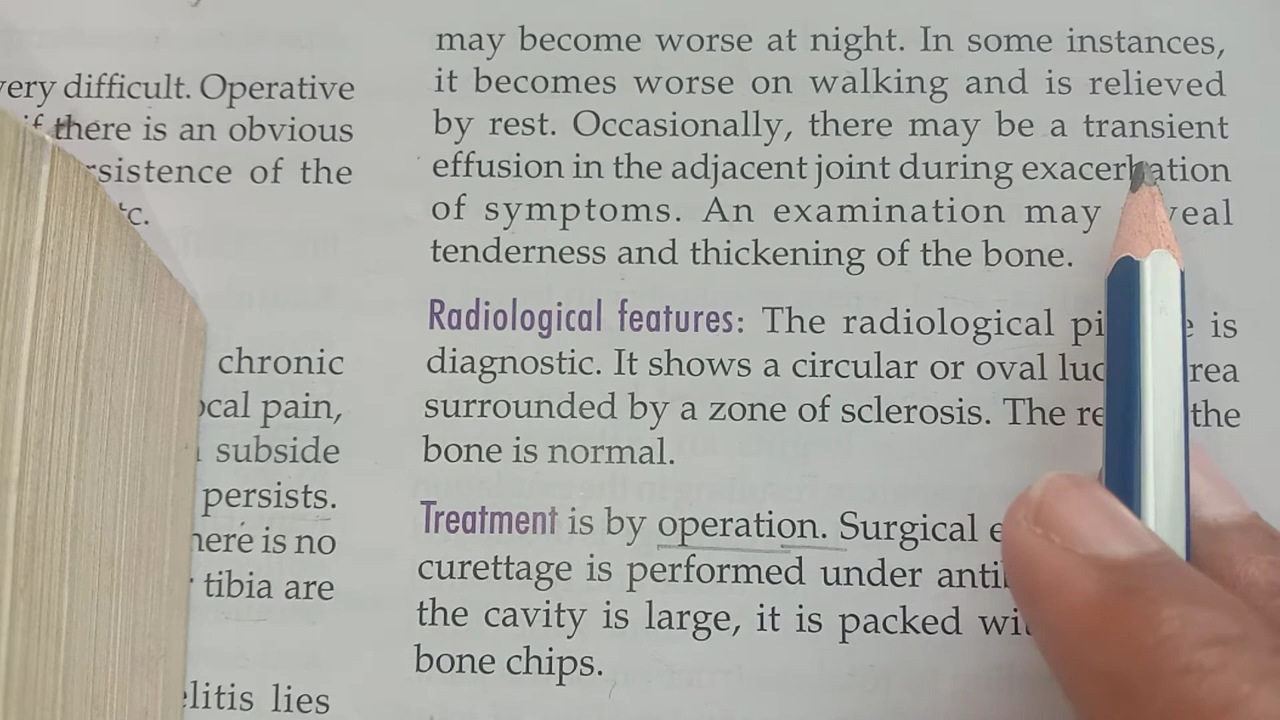 very difficult. Operative
if there is an obvious
of the
chronic
pain,
subside
persists.
there is no
tibia are
lies
may become worse at night. In some instances,
it becomes worse on walking and is relieved
by rest. Occasionally, there may be a transient
effusion in the adjacent joint during exacerbation
of symptoms. An examination may
tenderness and thickening of the bone.
Radiological features: The radiological is
diagnostic. It shows a circular or oval
surrounded by a zone of sclerosis. The the
bone is normal.
Treatment is by operation. Surgical
curettage is performed under
the cavity is large, it is packed
bone chips.